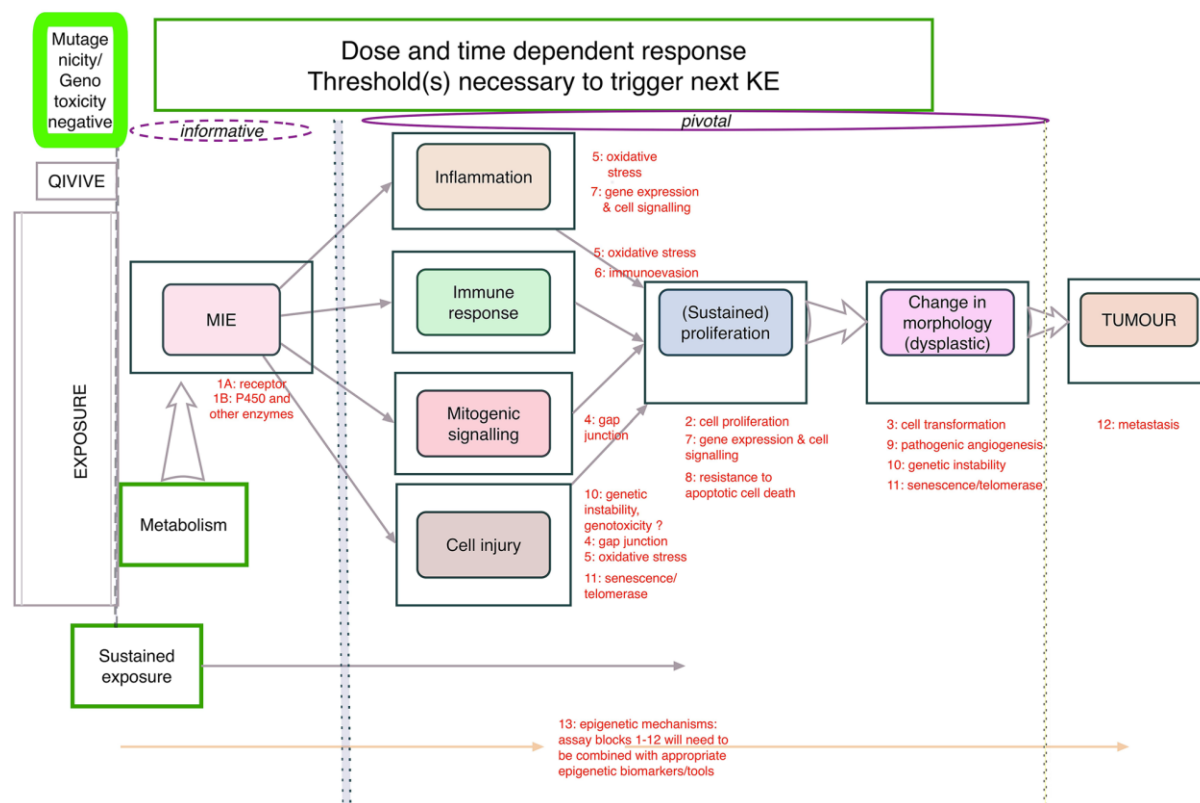 Mutage
nicity/
Geno
toxicity
negative
Dose and time dependent response
Threshold(s) necessary to trigger next KE
informative
pivotal
QIVIVE
EXPOSURE
MIE
1A: receptor
1B: P450 and
other enzymes
Metabolism
Sustained
exposure
Inflammation
5: oxidative
stress
7: gene expression
& cell signalling
Immune
response
5: oxidative stress
6: immunoevasion
Mitogenic
signalling
4: gap
junction
Cell injury
10: genetic
instability,
genotoxicity ?
4: gap junction
5: oxidative stress
11: senescence/
telomerase
(Sustained)
proliferation
2: cell proliferation
7: gene expression & cell
signalling
8: resistance to
apoptotic cell death
Change in
morphology
(dysplastic)
3: cell transformation
9: pathogenic angiogenesis
10: genetic instability
11: senescence/telomerase
TUMOUR
12: metastasis
13: epigenetic mechanisms:
assay blocks 1-12 will need to
be combined with appropriate
epigenetic biomarkers/tools